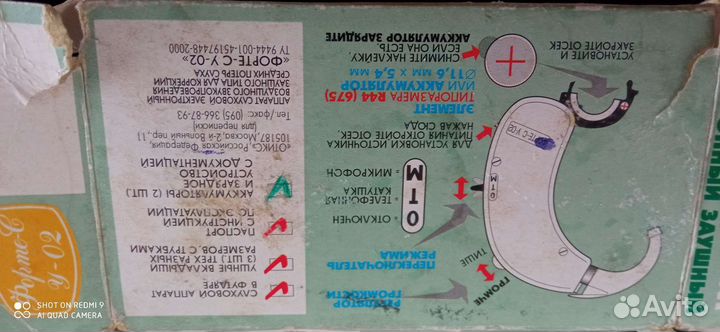 ГРОМЧЕ
ТИШЕ
РЕГУЛЯТОР
ГРОМКОСТИ
ПЕРЕКЛЮЧАТЕЛЬ
РЕЖИМА
О - ОТКЛЮЧЕН
Т - ТЕЛЕФОННАЯ
КАТУШКА
М - МИКРОФОН
О
Т
М
ДЛЯ УСТАНОВКИ ИСТОЧНИКА
ПИТАНИЯ ОТКРОЙТЕ ОТСЕК,
НАЖАВ СЮДА
ЭЛЕМЕНТ
ТИПОРАЗМЕРА R44 (675)
ИЛИ АККУМУЛЯТОР
Ø11,6 мм х 5,4 мм
СНИМИТЕ НАКЛЕЙКУ,
ЕСЛИ ОНА ЕСТЬ.
АККУМУЛЯТОР ЗАРЯДИТЕ
УСТАНОВИТЕ И
ЗАКРОЙТЕ ОТСЕК
СЛУХОВОЙ АППАРАТ
В ФУТЛЯРЕ
УШНЫЕ ВКЛАДЫШИ
(3 ШТ. ТРЕХ РАЗНЫХ
РАЗМЕРОВ, С ТРУБКАМИ
ПАСПОРТ
С ИНСТРУКЦИЕЙ
ПО ЭКСПЛУАТАЦИИ
АККУМУЛЯТОРЫ (2 ШТ.)
И ЗАРЯДНОЕ
УСТРОЙСТВО
С ДОКУМЕНТАЦИЕЙ
«ОТИКС» Российская Федерация,
105187, Москва, 2-й Вольный пер., 11
(для переписки)
Тел/факс: (095) 366-87-93
АППАРАТ СЛУХОВОЙ ЭЛЕКТРОННЫЙ
ВОЗДУШНОГО ЗВУКОПРОВЕДЕНИЯ
ЗАУШНОГО ТИПА ДЛЯ КОРРЕКЦИИ
СРЕДНИХ ПОТЕРЬ СЛУХА
«ФОРТЕ-С У-02»
ТУ 9444-001-45197448-2000
Форте-С
У-02
ЗАУШНЫ
SHOT ON REDMI 9
AI QUAD CAMERA
Avito